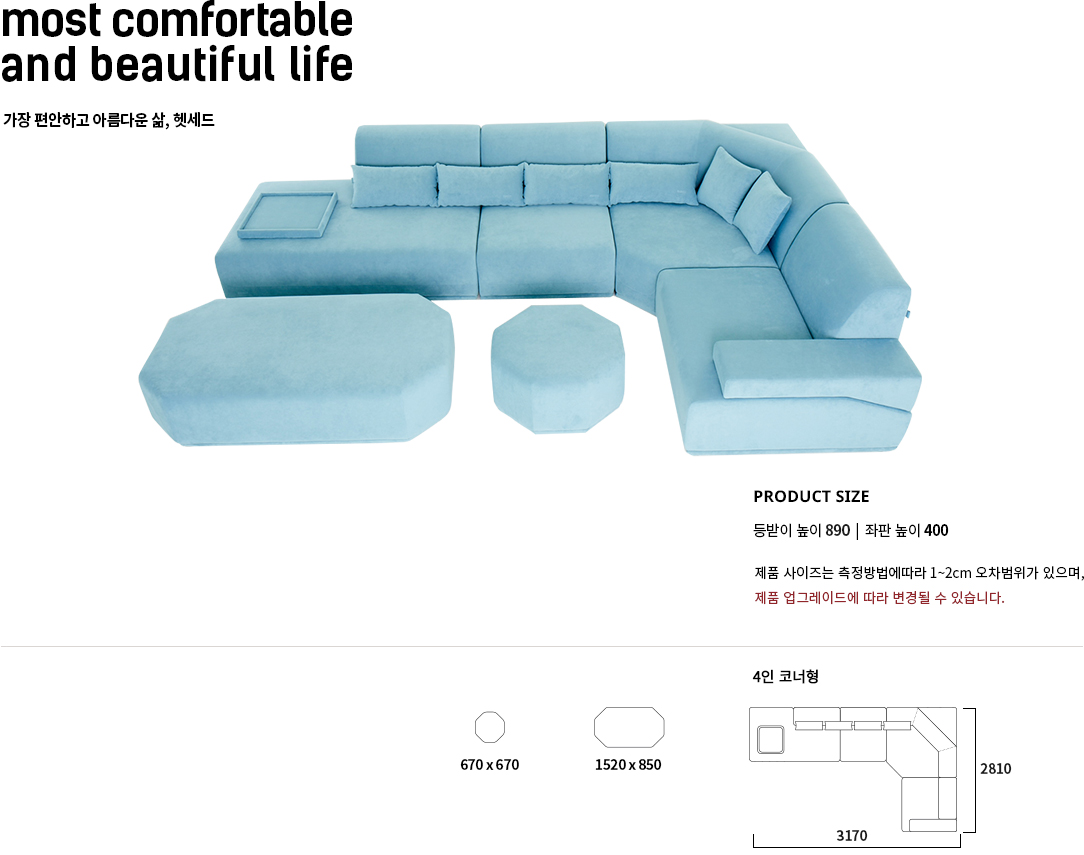 most comfortable
and beautiful life
가장 편안하고 아름다운 삶, 헷세드
PRODUCT SIZE
등받이 높이 890 | 좌판 높이 400
제품 사이즈는 측정방법에따라 1~2cm 오차범위가 있으며,
제품 업그레이드에 따라 변경될 수 있습니다.
4인 코너형
670 x 670
1520 x 850
2810
3170